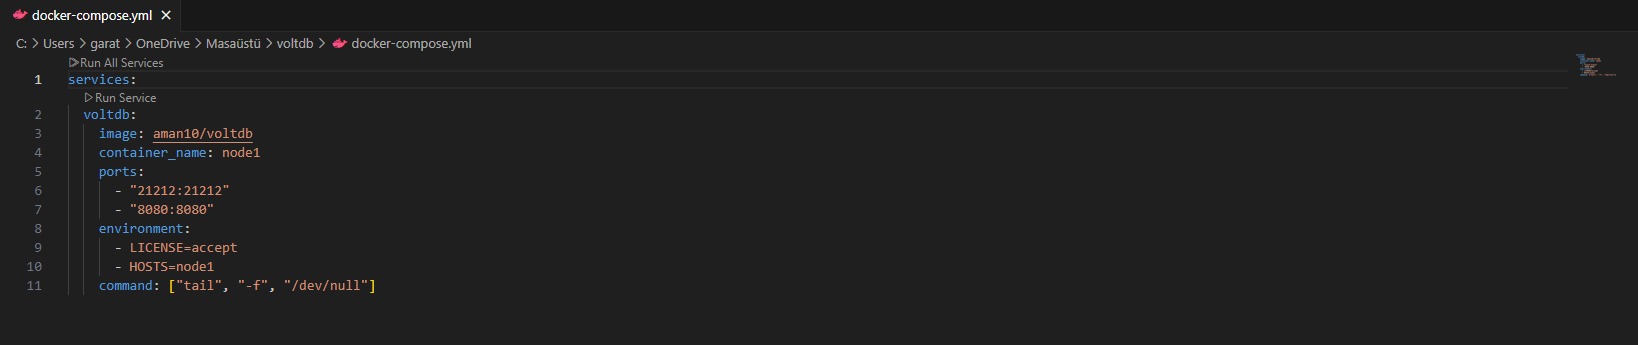 docker-compose.yml
C: > Users > garat > OneDrive > Masaüstü > voltdb > docker-compose.yml
Run All Services
1 services:
Run Service
2 voltdb:
3 image: aman10/voltdb
4 container_name: node1
5 ports:
6 - "21212:21212"
7 - "8080:8080"
8 environment:
9 - LICENSE=accept
10 - HOSTS=node1
11 command: ["tail", "-f", "/dev/null"]